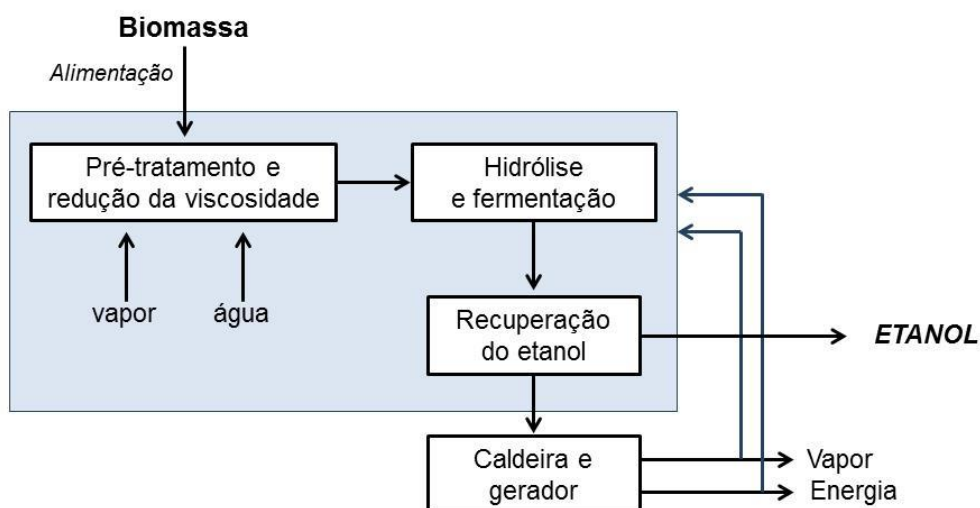 Biomassa
Alimentação
Pré-tratamento e
redução da viscosidade
Hidrólise
e fermentação
vapor
água
Recuperação
do etanol
ETANOL
Caldeira e
gerador
Vapor
Energia